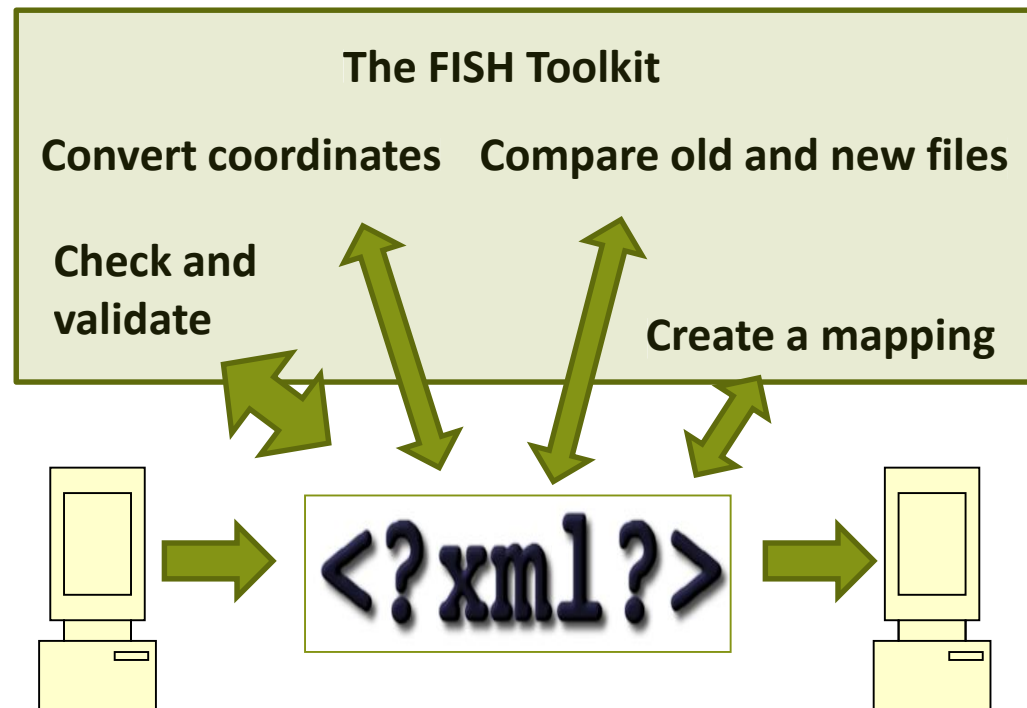 The FISH Toolkit
Convert coordinates
Compare old and new files
Check and
validate
Create a mapping
<?xml?>